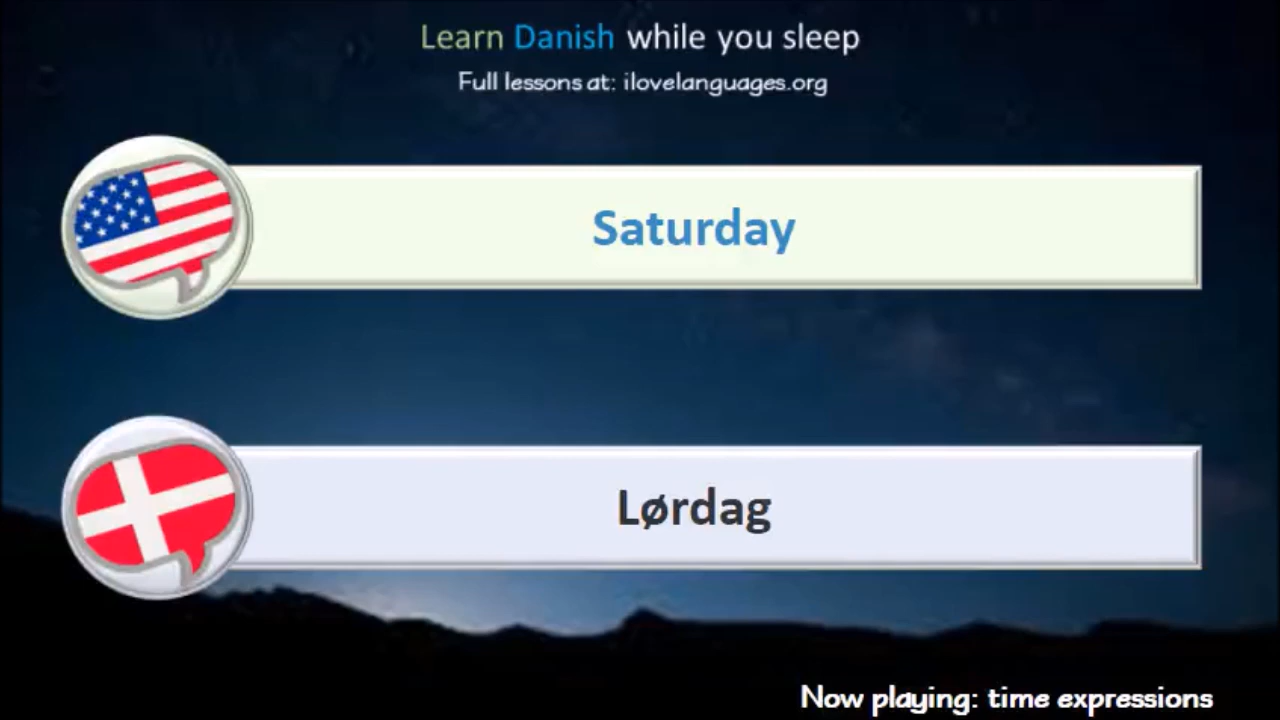 Learn Danish while you sleep
Full lessons at: ilovelanguages.org
Saturday
Lørdag
Now playing: time expressions